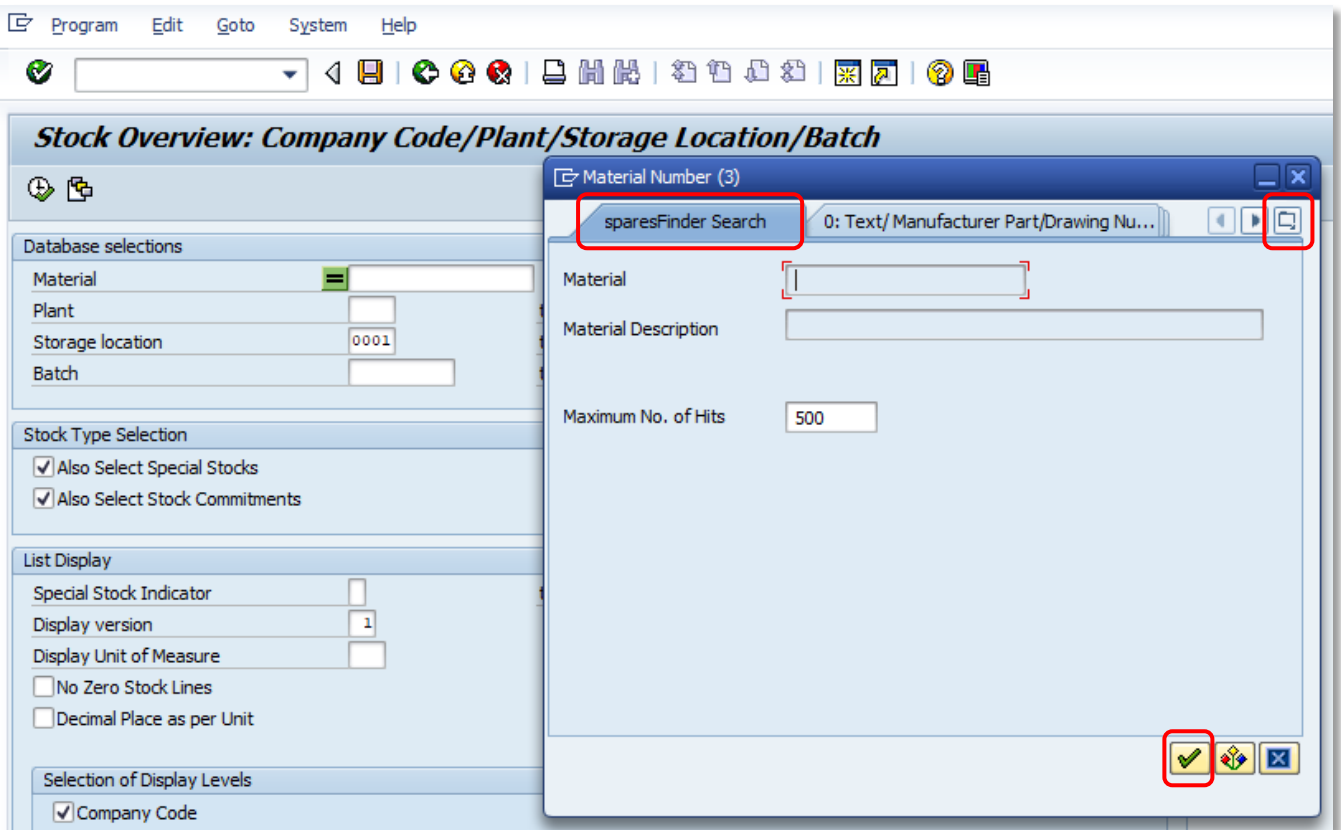 Program Edit Goto System Help
Stock Overview: Company Code/Plant/Storage Location/Batch
Material Number (3)
sparesFinder Search 0: Text/ Manufacturer Part/Drawing Nu...
Database selections
Material =
Plant
Storage location 0001
Batch
Material
Material Description
Maximum No. of Hits 500
Stock Type Selection
Also Select Special Stocks
Also Select Stock Commitments
List Display
Special Stock Indicator
Display version 1
Display Unit of Measure
No Zero Stock Lines
Decimal Place as per Unit
Selection of Display Levels
Company Code